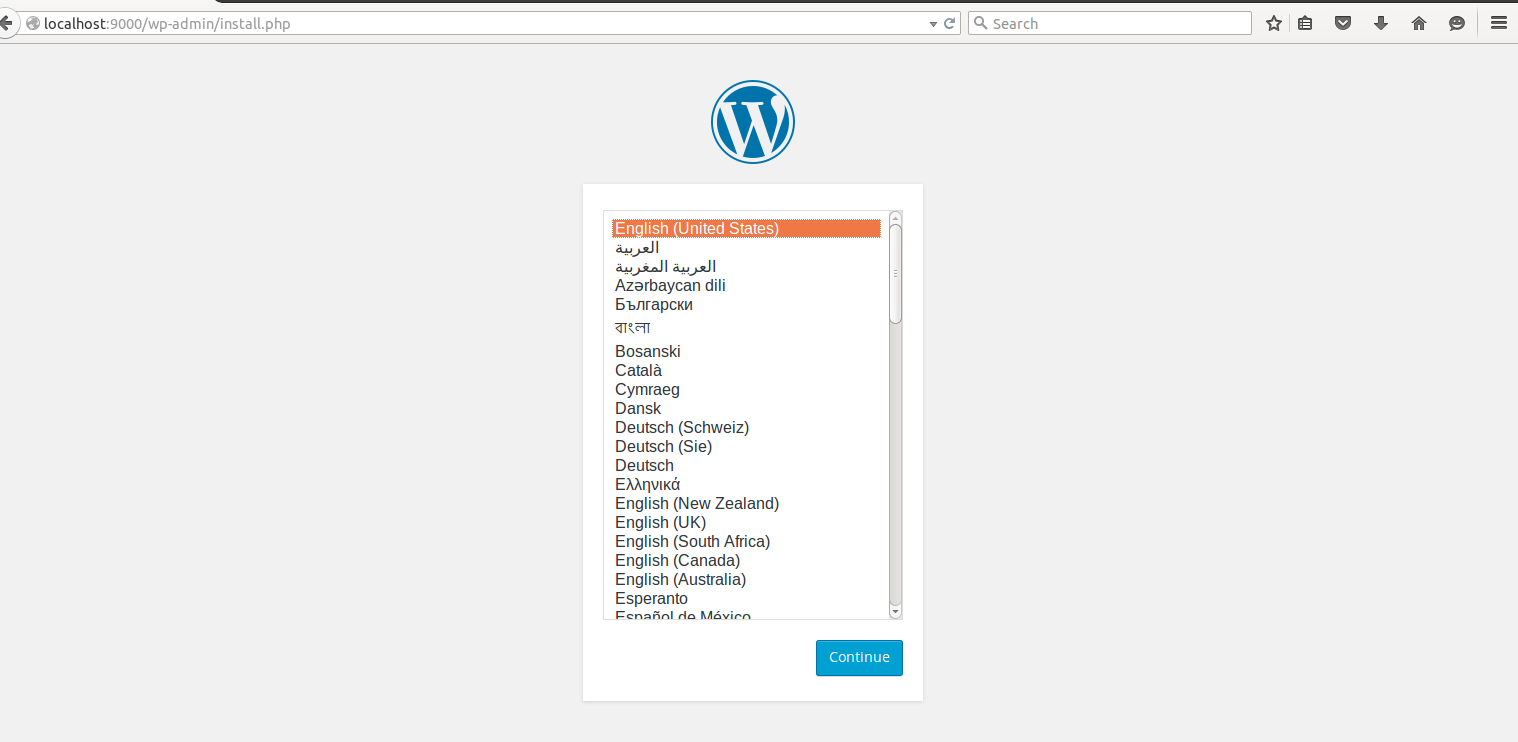 localhost:9000/wp-admin/install.php
Search
English (United States)
العربية
العربية المغربية
Azərbaycan dili
Български
বাংলা
Bosanski
Català
Cymraeg
Dansk
Deutsch (Schweiz)
Deutsch (Sie)
Deutsch
Ελληνικά
English (New Zealand)
English (UK)
English (South Africa)
English (Canada)
English (Australia)
Esperanto
Español de México
Continue